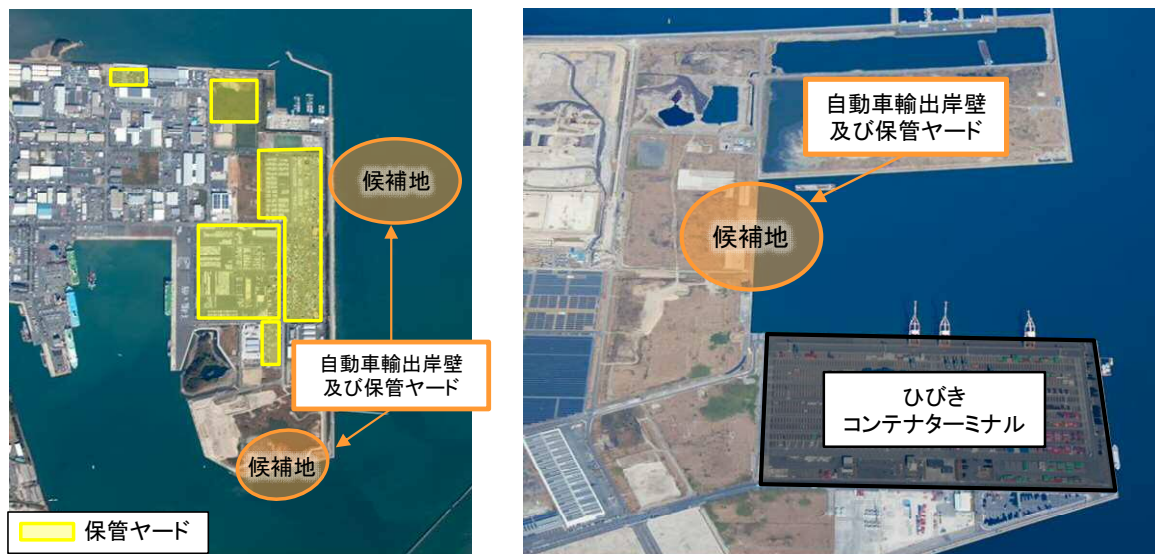 候補地
自動車輸出岸壁
及び保管ヤード
候補地
保管ヤード
自動車輸出岸壁
及び保管ヤード
候補地
ひびき
コンテナターミナル